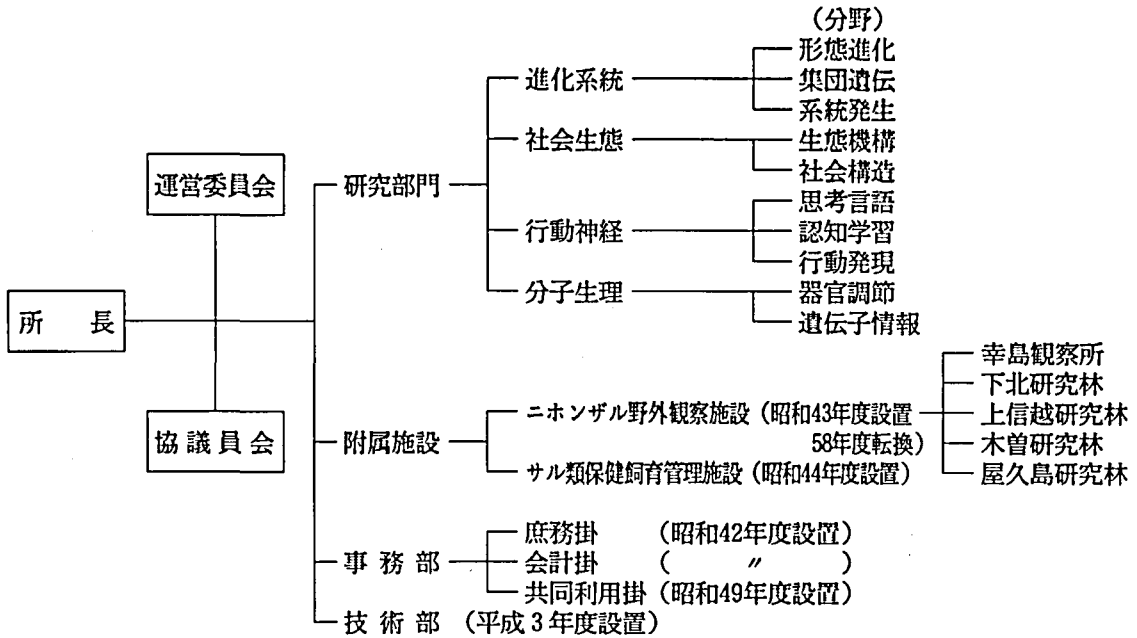 (分野)
形態進化
進化系統
集団遺伝
系統発生
社会生態
生態機構
社会構造
運営委員会
研究部門
思考言語
行動神経
認知学習
行動発現
分子生理
器官調節
遺伝子情報
所長
幸島観察所
下北研究林
ニホンザル野外観察施設 (昭和43年度設置
上信越研究林
協議員会
附属施設
58年度転換)
木曽研究林
サル類保健飼育管理施設 (昭和44年度設置)
屋久島研究林
庶務掛 (昭和42年度設置)
事務部
会計掛 ( 〃 )
共同利用掛 (昭和49年度設置)
技術部 (平成3年度設置)